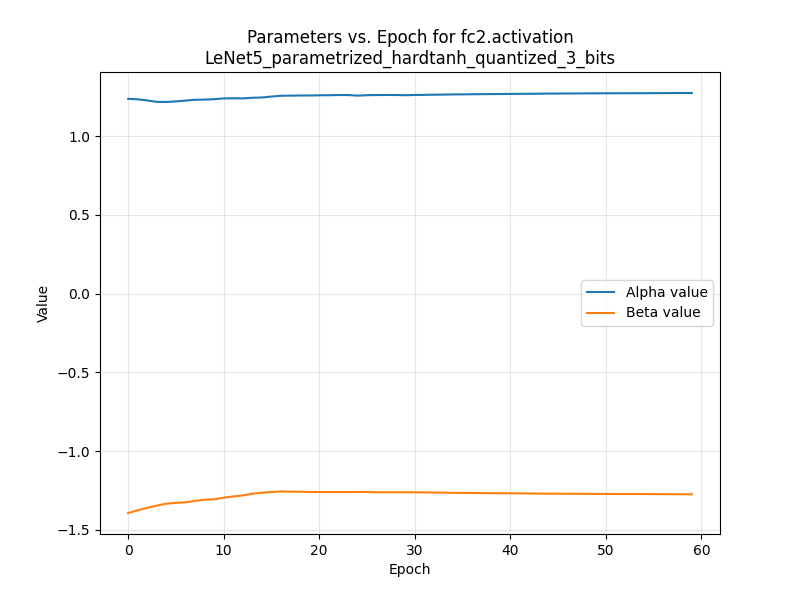 Parameters vs. Epoch for fc2.activation
LeNet5_parametrized_hardtanh_quantized_3_bits
1.0
0.5
0.0
−0.5
−1.0
−1.5
Value
Alpha value
Beta value
0 10 20 30 40 50 60
Epoch